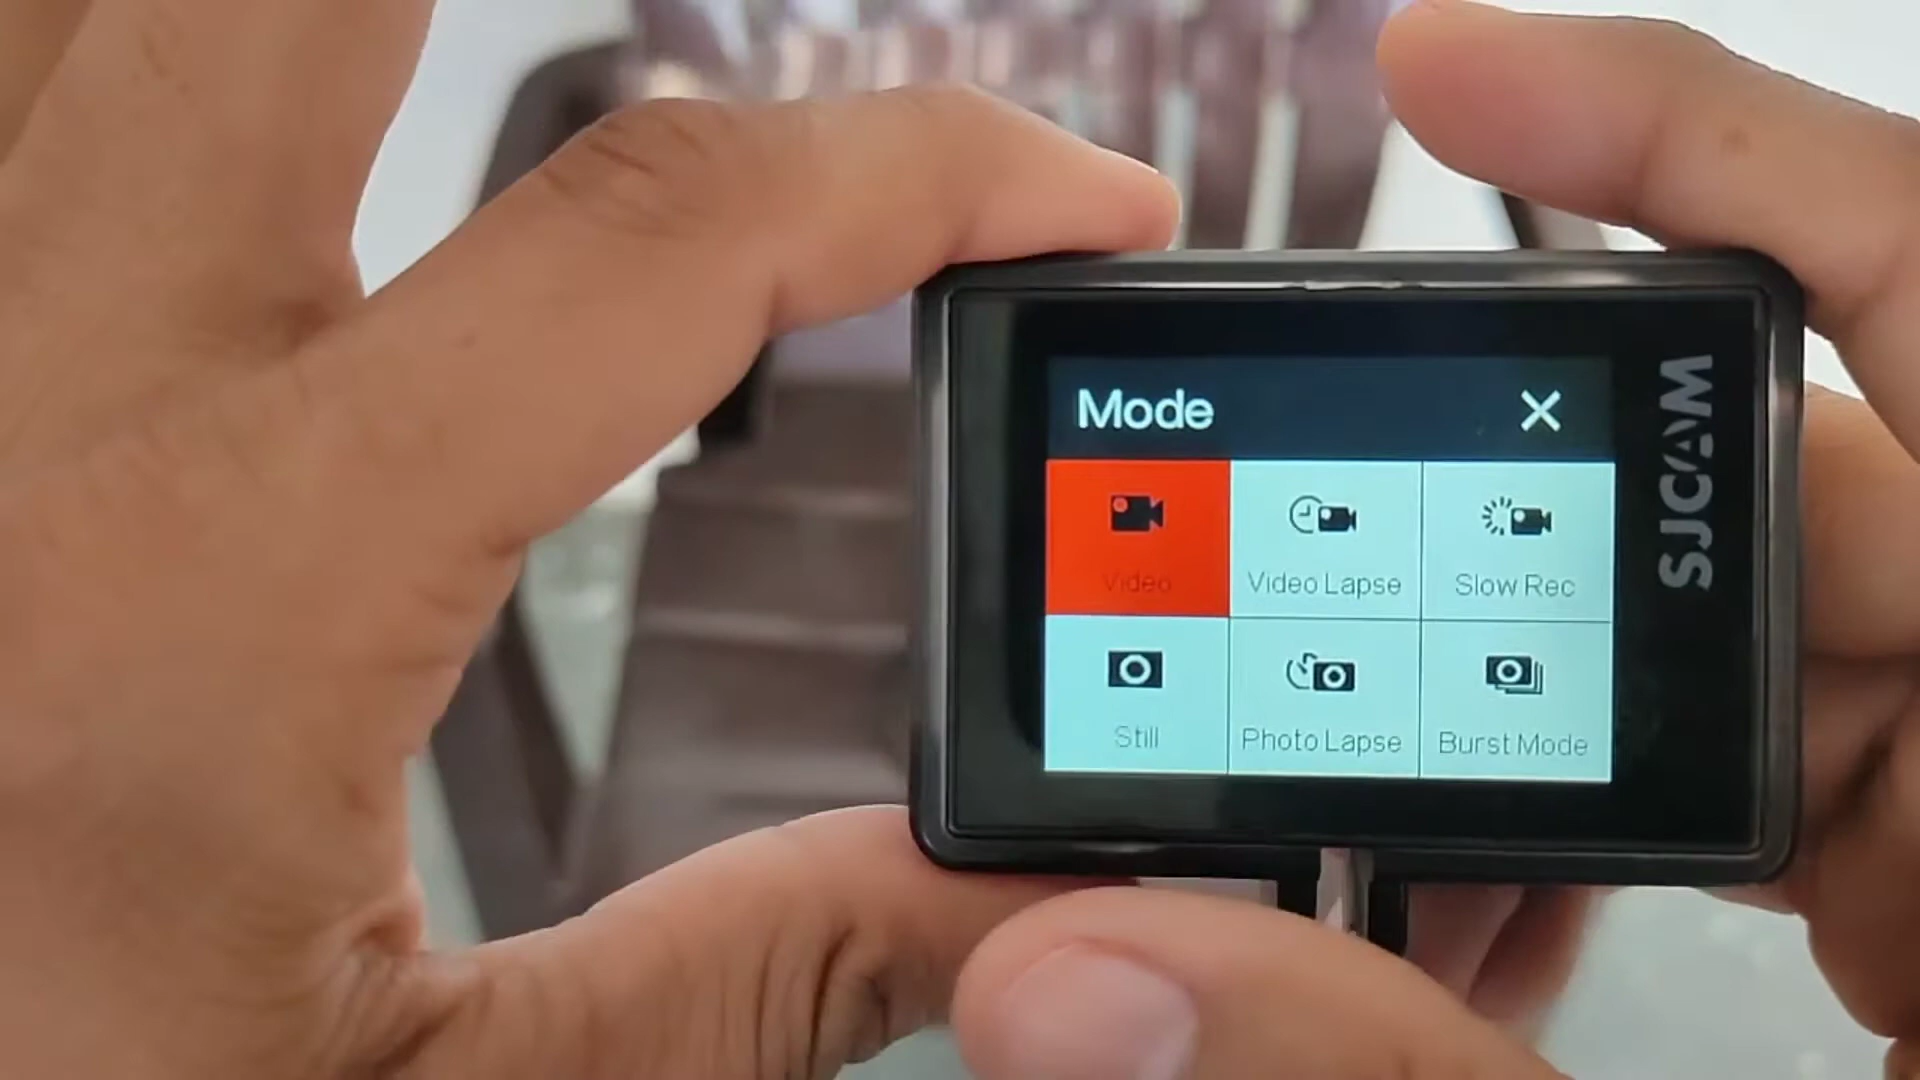 Mode
Video
Video Lapse
Slow Rec
Still
Photo Lapse
Burst Mode
SJCAM